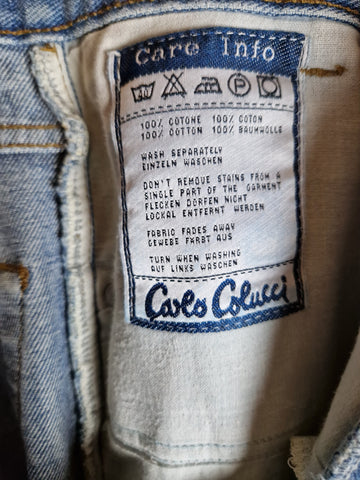 Care Info
100% COTONE 100% COTON
100% COTTON 100% BAUMWOLLE
WASH SEPARATELY
EINZELN WASCHEN
DON'T REMOVE STAINS FROM A
SINGLE PART OF THE GARMENT
FLECKEN DÖRFEN NICHT
LOCKAL ENTFERNT WERDEN
FABRIC FADES AWAY
GEWEBE FÄRBT AUS
TURN WHEN WASHING
AUF LINKS WASCHEN
Carlo Colucci